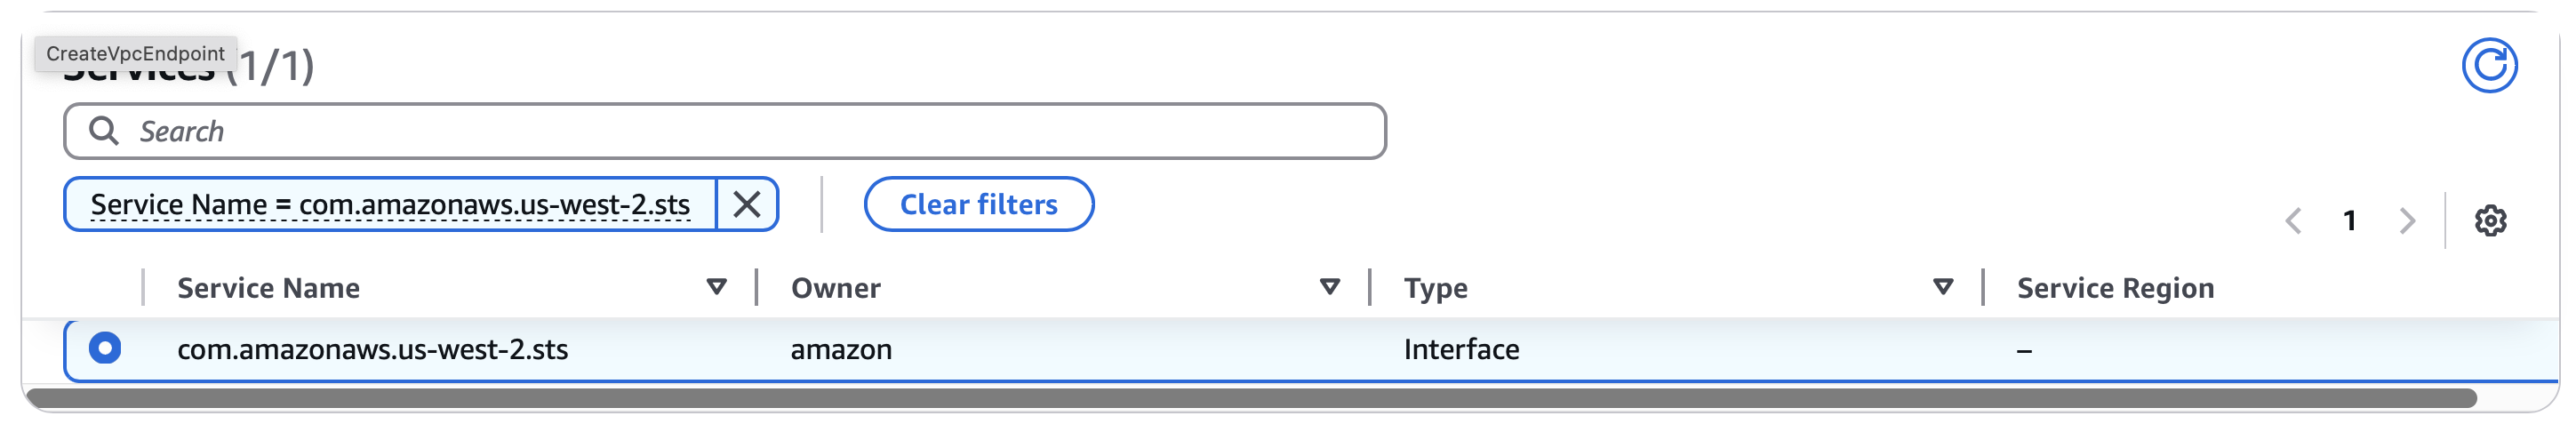 CreateVpcEndpoint
Services (1/1)
Search
Service Name = com.amazonaws.us-west-2.sts
Clear filters
1
Service Name Owner Type Service Region
com.amazonaws.us-west-2.sts amazon Interface –